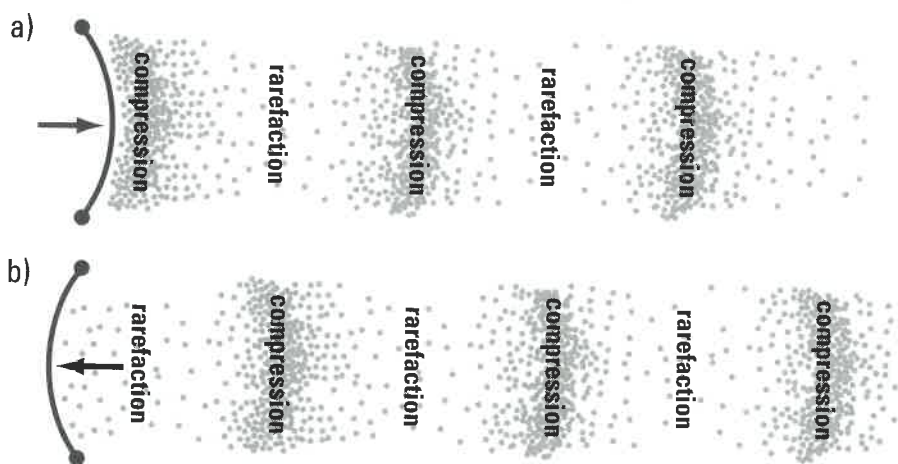 a)
compression
rarefaction
compression
rarefaction
compression
b)
rarefaction
compression
rarefaction
compression
rarefaction
compression